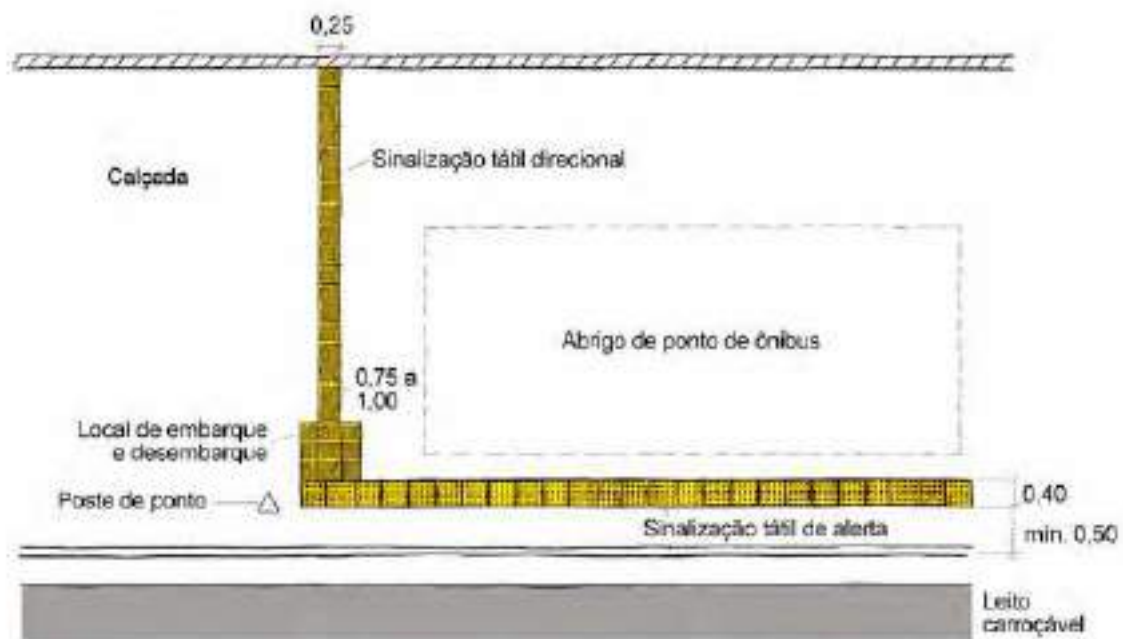 0,25
Sinalização tátil direcional
Calçada
Abrigo de ponto de ônibus
0,75 a
1,00
Local de embarque
e desembarque
Poste de ponto
0,40
Sinalização tátil de alerta
mín. 0,50
Leito
carroçável